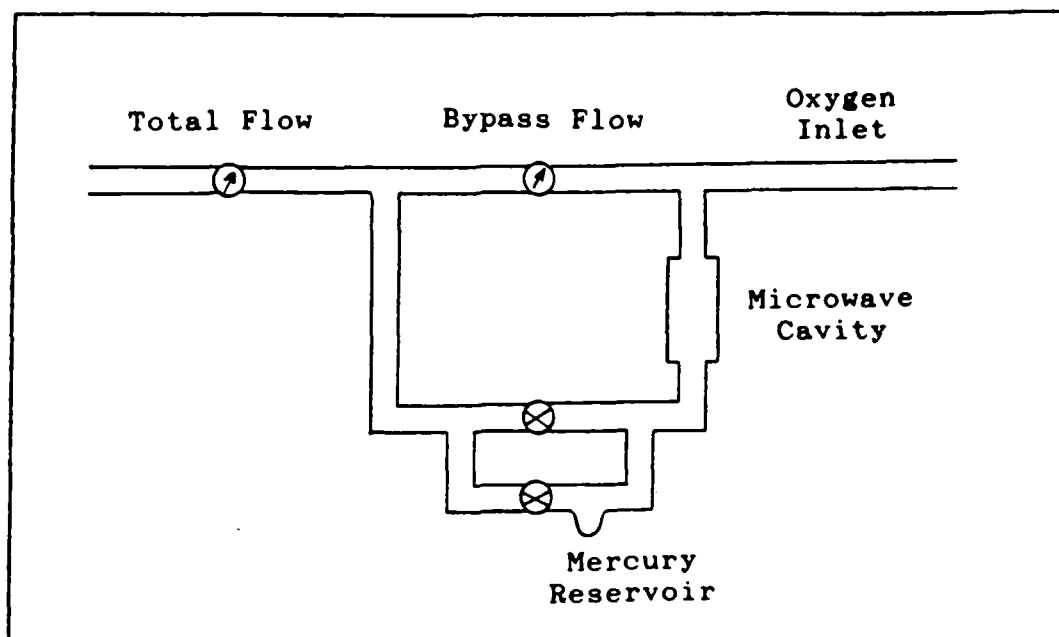 Total Flow
Bypass Flow
Oxygen
Inlet
Microwave
Cavity
Mercury
Reservoir